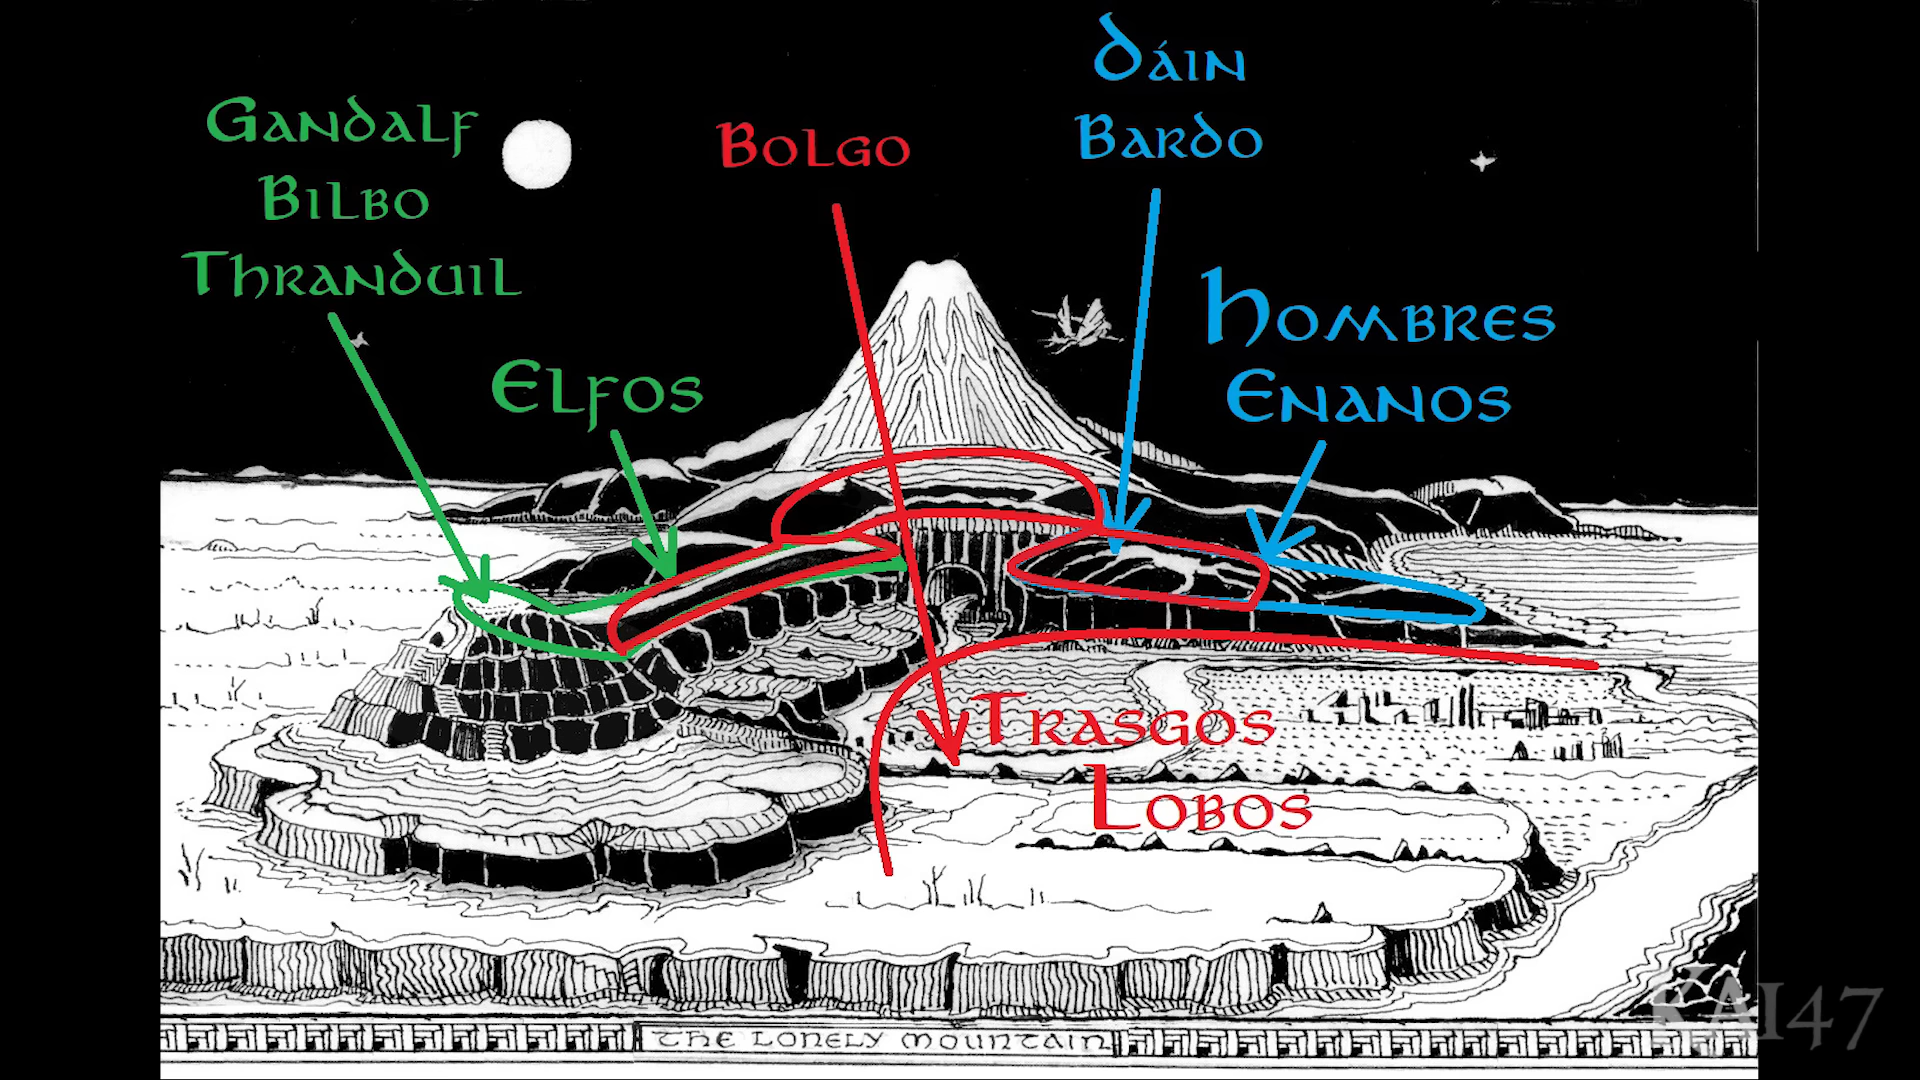 Gandalf
Bilbo
Thranduil
Elfos
Bolgo
Dáin
Bardo
Hombres
Enanos
Trasgos
Lobos
THE LONELY MOUNTAIN
KAI47